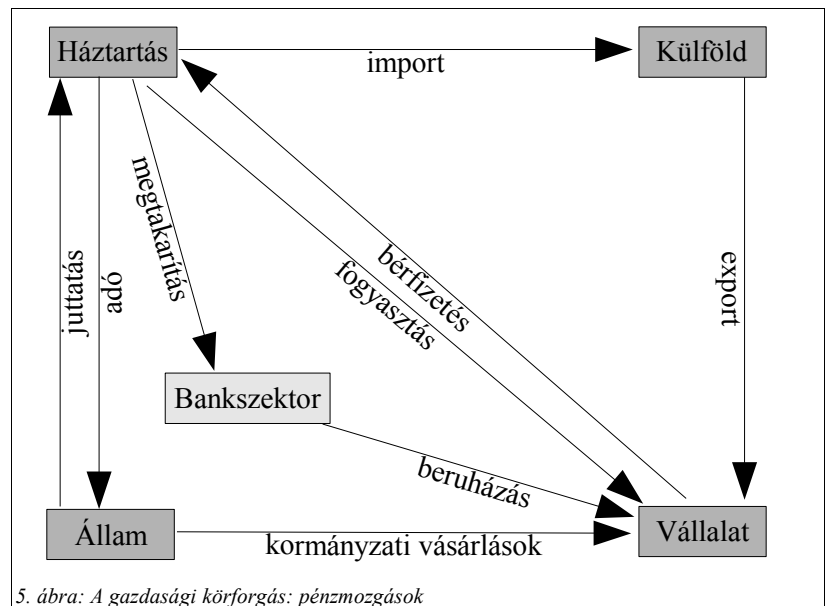 Háztartás
import
Külföld
megtakarítás
juttatás
adó
bérfizetés
fogyasztás
export
Bankszektor
beruházás
Állam
kormányzati vásárlások
Vállalat
5. ábra: A gazdasági körforgás: pénzmozgások